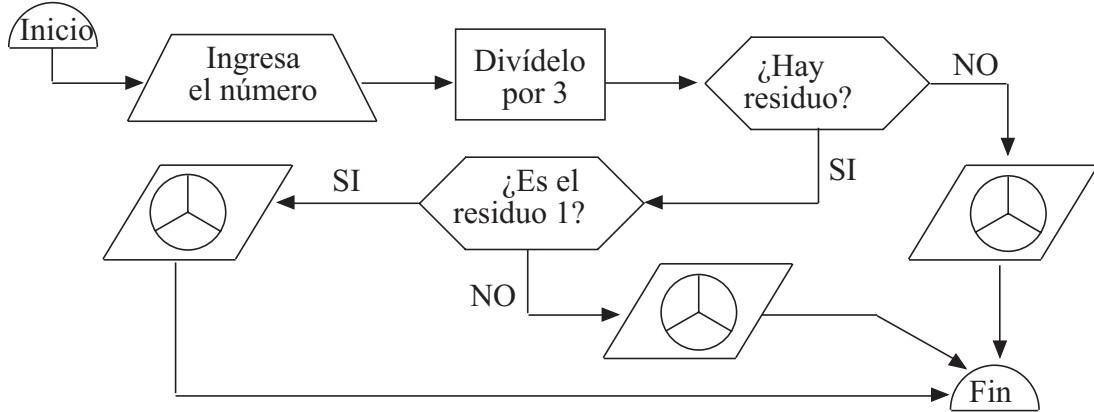 Inicio
Ingresa
el número
Divídelo
por 3
¿Hay
residuo?
NO
SI
¿Es el
residuo 1?
SI
NO
Fin